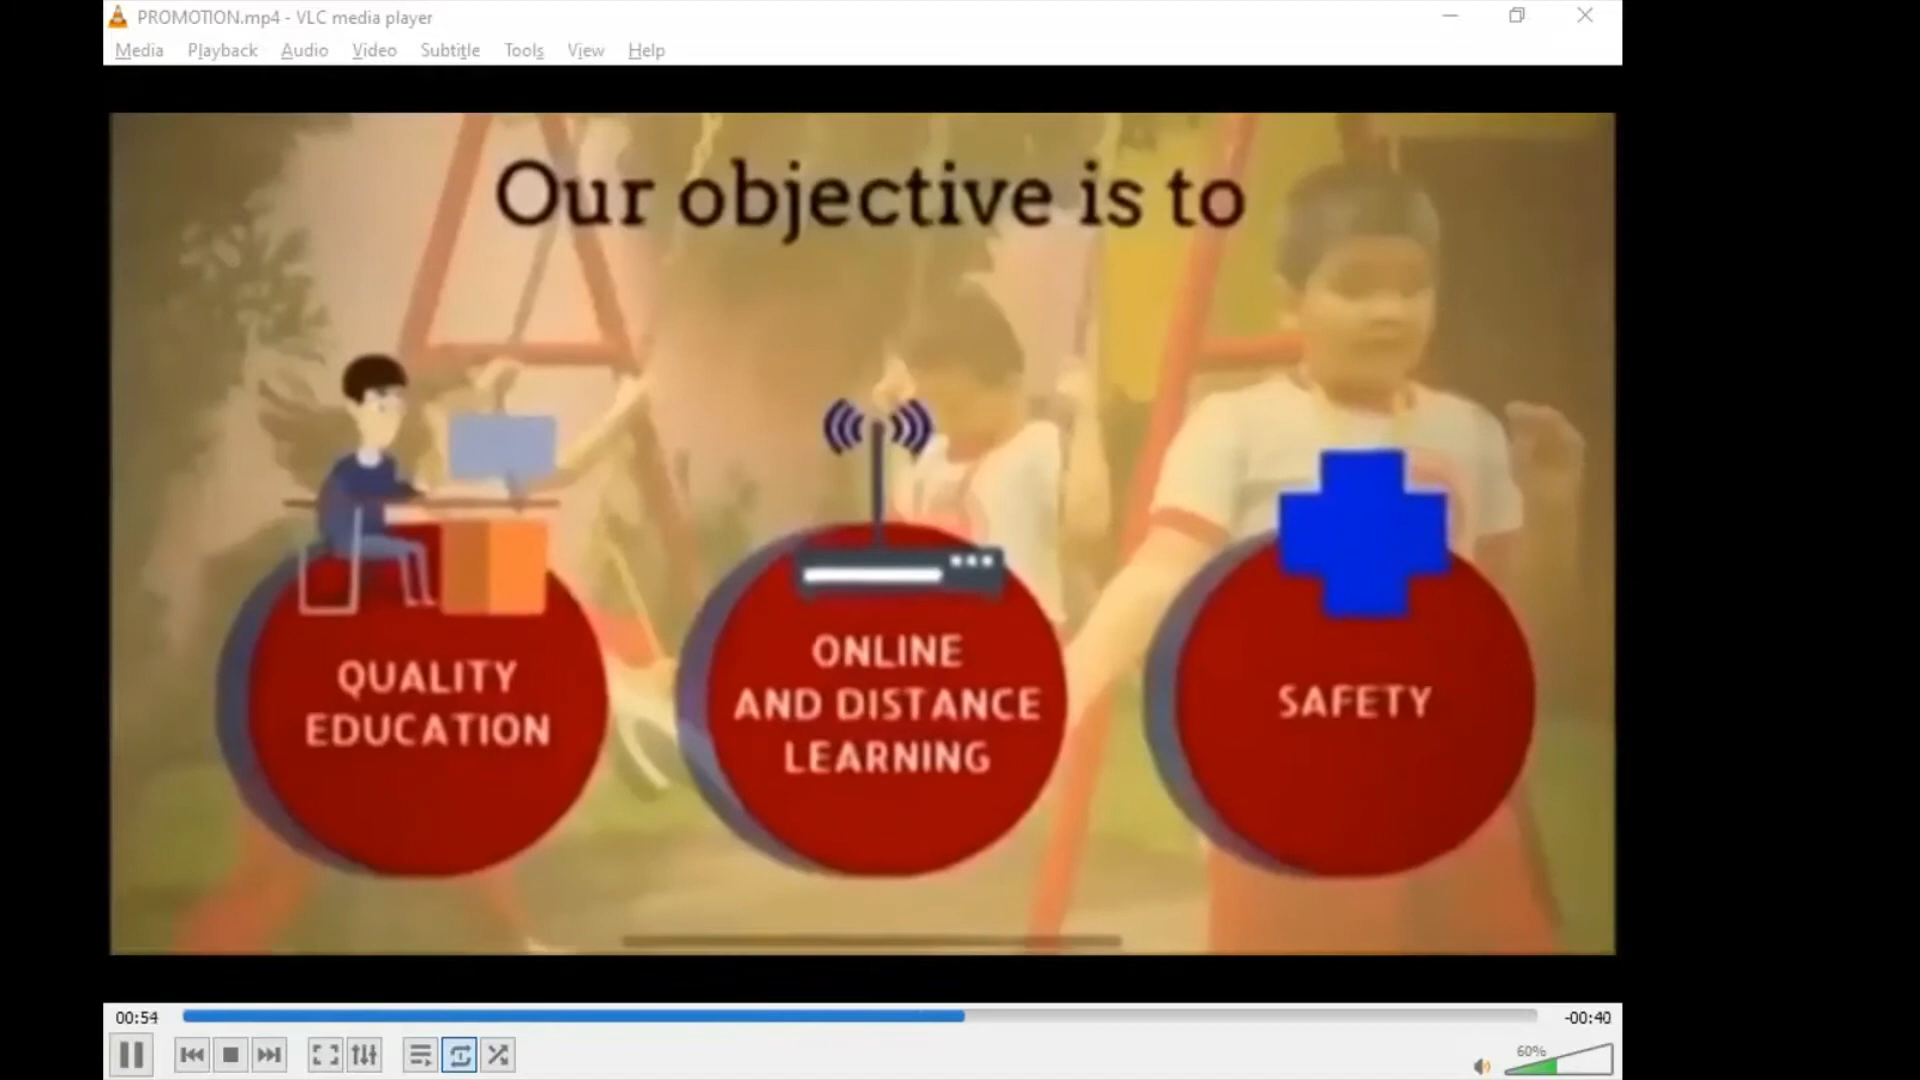 PROMOTION.mp4 - VLC media player
Media Playback Audio Video Subtitle Tools View Help
Our objective is to
QUALITY
EDUCATION
ONLINE
AND DISTANCE
LEARNING
SAFETY
00:54
-00:40
60%